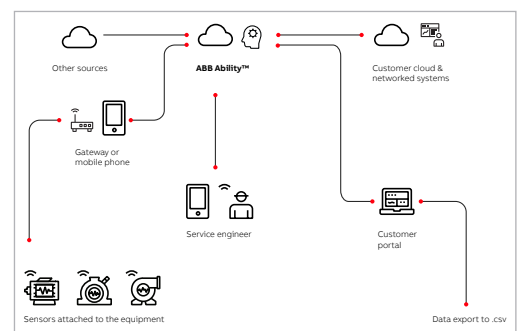 Other sources
ABB Ability™
Customer cloud &
networked systems
Gateway or
mobile phone
Service engineer
Customer
portal
Sensors attached to the equipment
Data export to .csv